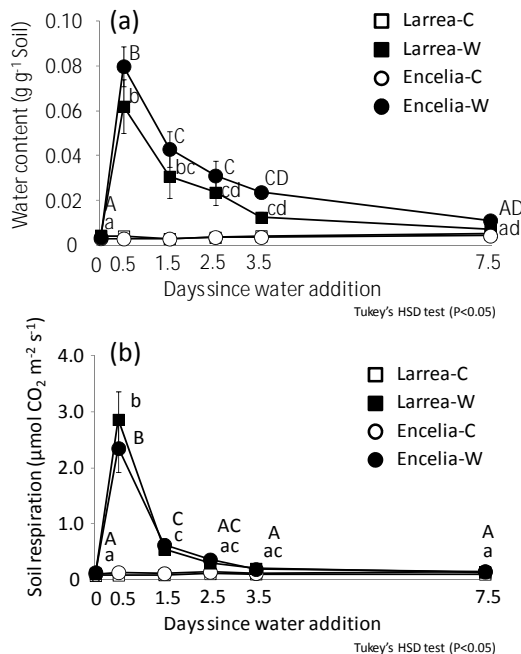 (a)
Larrea-C
Larrea-W
Encelia-C
Encelia-W
Water content (g g⁻¹ Soil)
0.10
0.08
0.06
0.04
0.02
0
B
b
C
bc
C
cd
CD
cd
AD
ad
A
a
0 0.5 1.5 2.5 3.5 7.5
Days since water addition
Tukey's HSD test (P<0.05)
(b)
Larrea-C
Larrea-W
Encelia-C
Encelia-W
Soil respiration (μmol CO₂ m⁻² s⁻¹)
4.0
3.0
2.0
1.0
0
b
B
A
a
C
c
AC
ac
A
ac
A
a
0 0.5 1.5 2.5 3.5 7.5
Days since water addition
Tukey's HSD test (P<0.05)